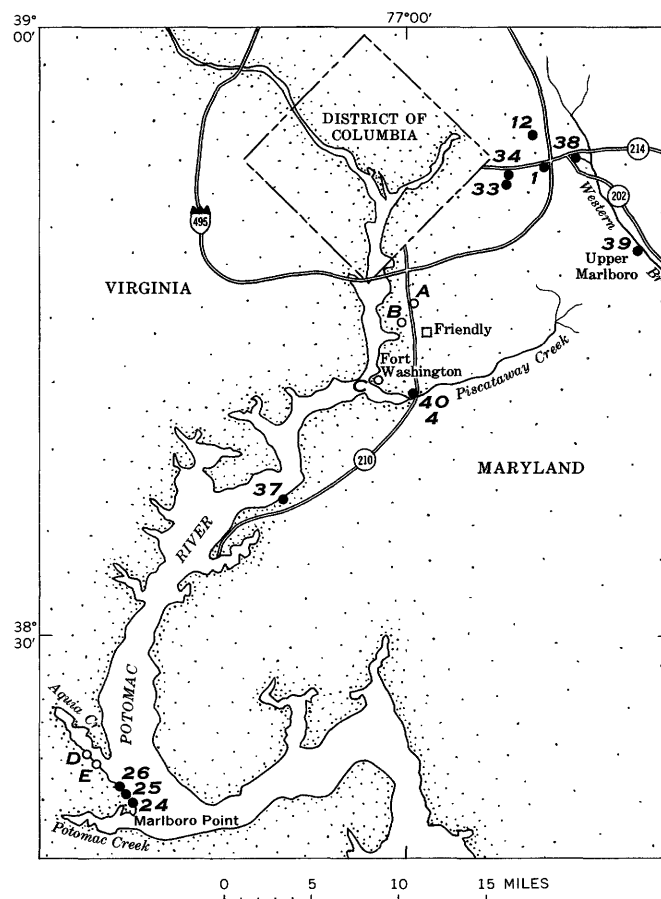 39°
00'
77°00'
DISTRICT OF
COLUMBIA
12
34
33
1
38
214
202
Western
39
Upper
Marlboro
495
VIRGINIA
A
B
Friendly
Fort
Washington
C
Piscataway Creek
40
4
210
MARYLAND
37
RIVER
38°
30'
POTOMAC
Aquia Cr
D
E
26
25
24
Marlboro Point
Potomac Creek
0 5 10 15 MILES